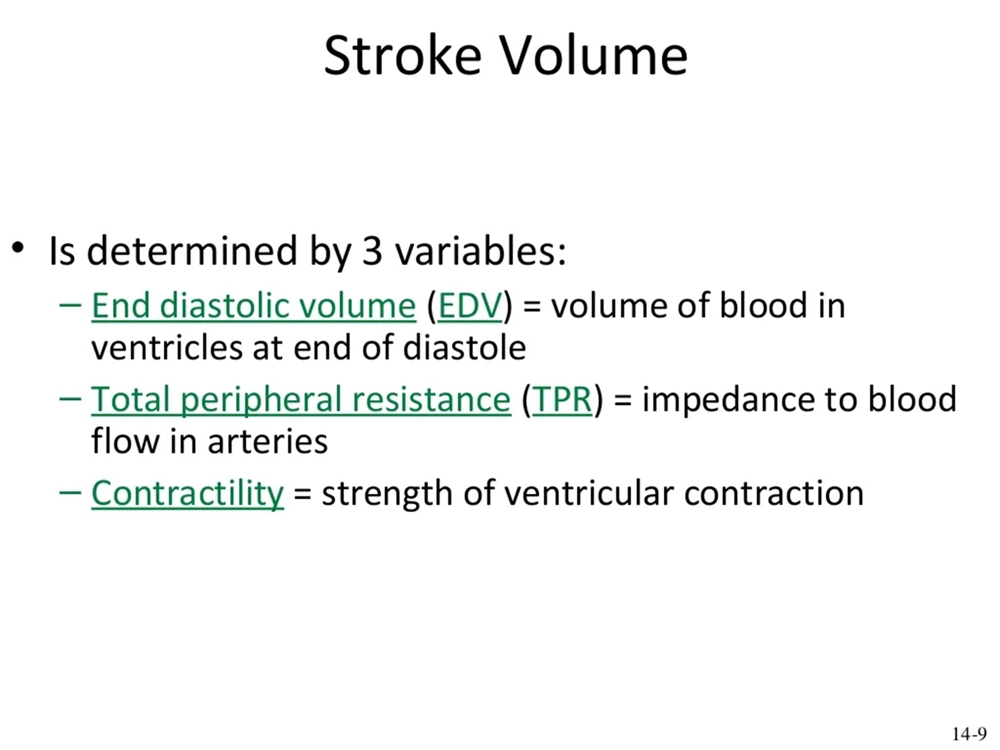 Stroke Volume
• Is determined by 3 variables:
– End diastolic volume (EDV) = volume of blood in
ventricles at end of diastole
– Total peripheral resistance (TPR) = impedance to blood
flow in arteries
– Contractility = strength of ventricular contraction
14-9